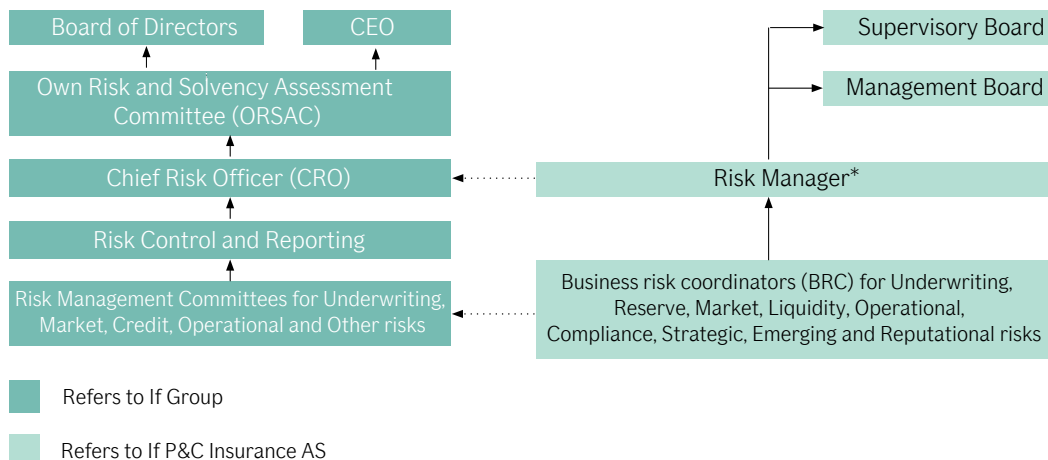 Board of Directors
CEO
Own Risk and Solvency Assessment
Committee (ORSAC)
Chief Risk Officer (CRO)
Risk Control and Reporting
Risk Management Committees for Underwriting,
Market, Credit, Operational and Other risks
Supervisory Board
Management Board
Risk Manager*
Business risk coordinators (BRC) for Underwriting,
Reserve, Market, Liquidity, Operational,
Compliance, Strategic, Emerging and Reputational risks
Refers to If Group
Refers to If P&C Insurance AS